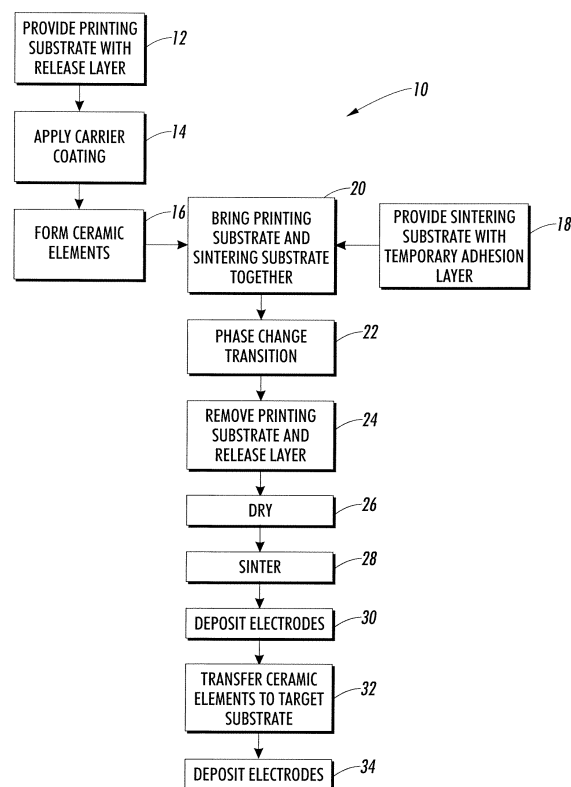 PROVIDE PRINTING
SUBSTRATE WITH
RELEASE LAYER
12
10
APPLY CARRIER
COATING
14
FORM CERAMIC
ELEMENTS
16
BRING PRINTING
SUBSTRATE AND
SINTERING SUBSTRATE
TOGETHER
20
PROVIDE SINTERING
SUBSTRATE WITH
TEMPORARY ADHESION
LAYER
18
PHASE CHANGE
TRANSITION
22
REMOVE PRINTING
SUBSTRATE AND
RELEASE LAYER
24
DRY
26
SINTER
28
DEPOSIT ELECTRODES
30
TRANSFER CERAMIC
ELEMENTS TO TARGET
SUBSTRATE
32
DEPOSIT ELECTRODES
34